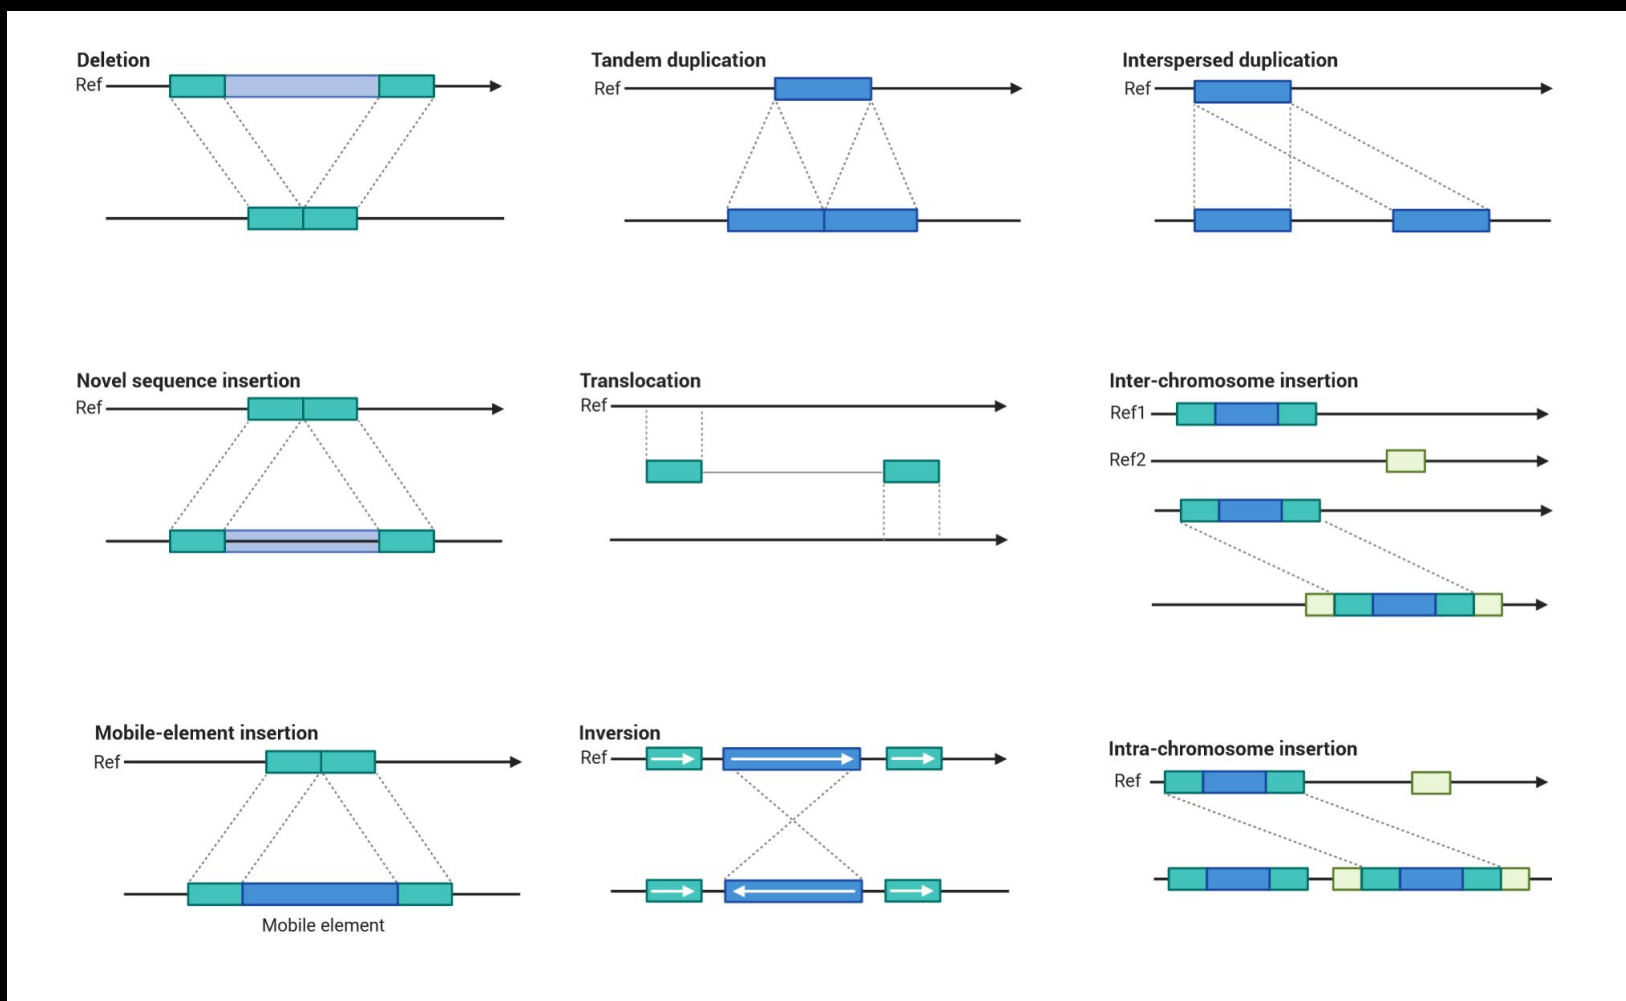 Deletion
Ref
Tandem duplication
Ref
Interspersed duplication
Ref
Novel sequence insertion
Ref
Translocation
Ref
Inter-chromosome insertion
Ref1
Ref2
Mobile-element insertion
Ref
Mobile element
Inversion
Ref
Intra-chromosome insertion
Ref